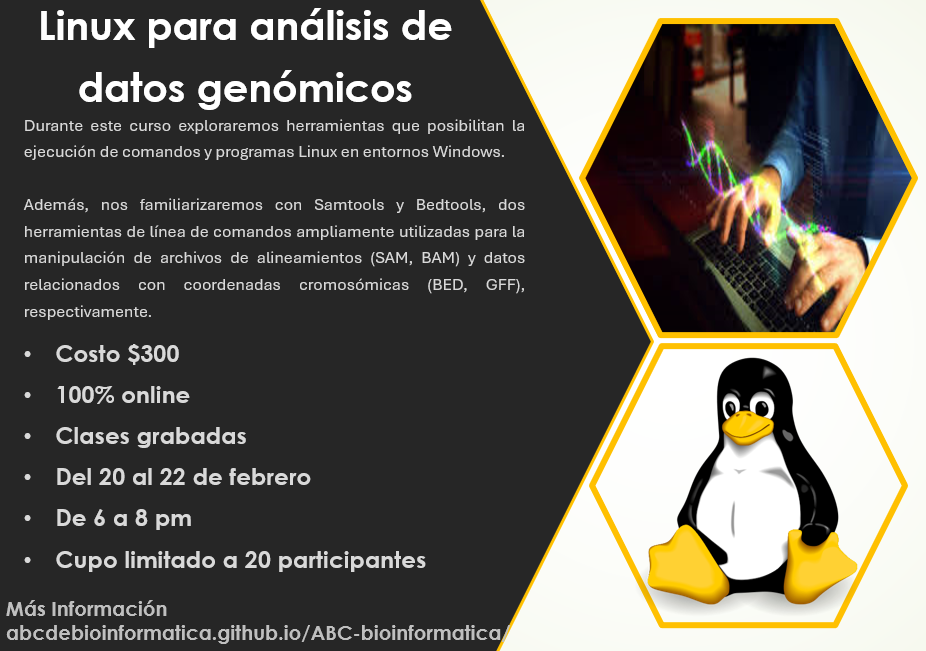 Linux para análisis de
datos genómicos
Durante este curso exploraremos herramientas que posibilitan la
ejecución de comandos y programas Linux en entornos Windows.
Además, nos familiarizaremos con Samtools y Bedtools, dos
herramientas de línea de comandos ampliamente utilizadas para la
manipulación de archivos de alineamientos (SAM, BAM) y datos
relacionados con coordenadas cromosómicas (BED, GFF),
respectivamente.
• Costo $300
• 100% online
• Clases grabadas
• Del 20 al 22 de febrero
• De 6 a 8 pm
• Cupo limitado a 20 participantes
Más Información
abcdebioinformatica.github.io/ABC-bioinformatica/